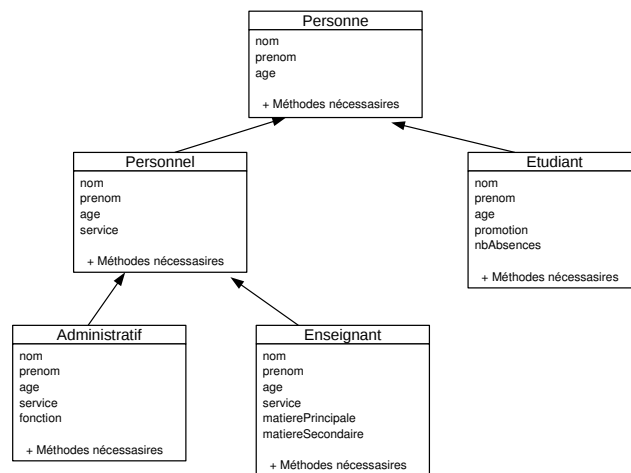 Personne
nom
prenom
age
+ Méthodes nécessasires
Personnel
nom
prenom
age
service
+ Méthodes nécessaires
Etudiant
nom
prenom
age
promotion
nbAbsences
+ Méthodes nécessaires
Administratif
nom
prenom
age
service
fonction
+ Méthodes nécessaires
Enseignant
nom
prenom
age
service
matierePrincipale
matiereSecondaire
+ Méthodes nécessaires